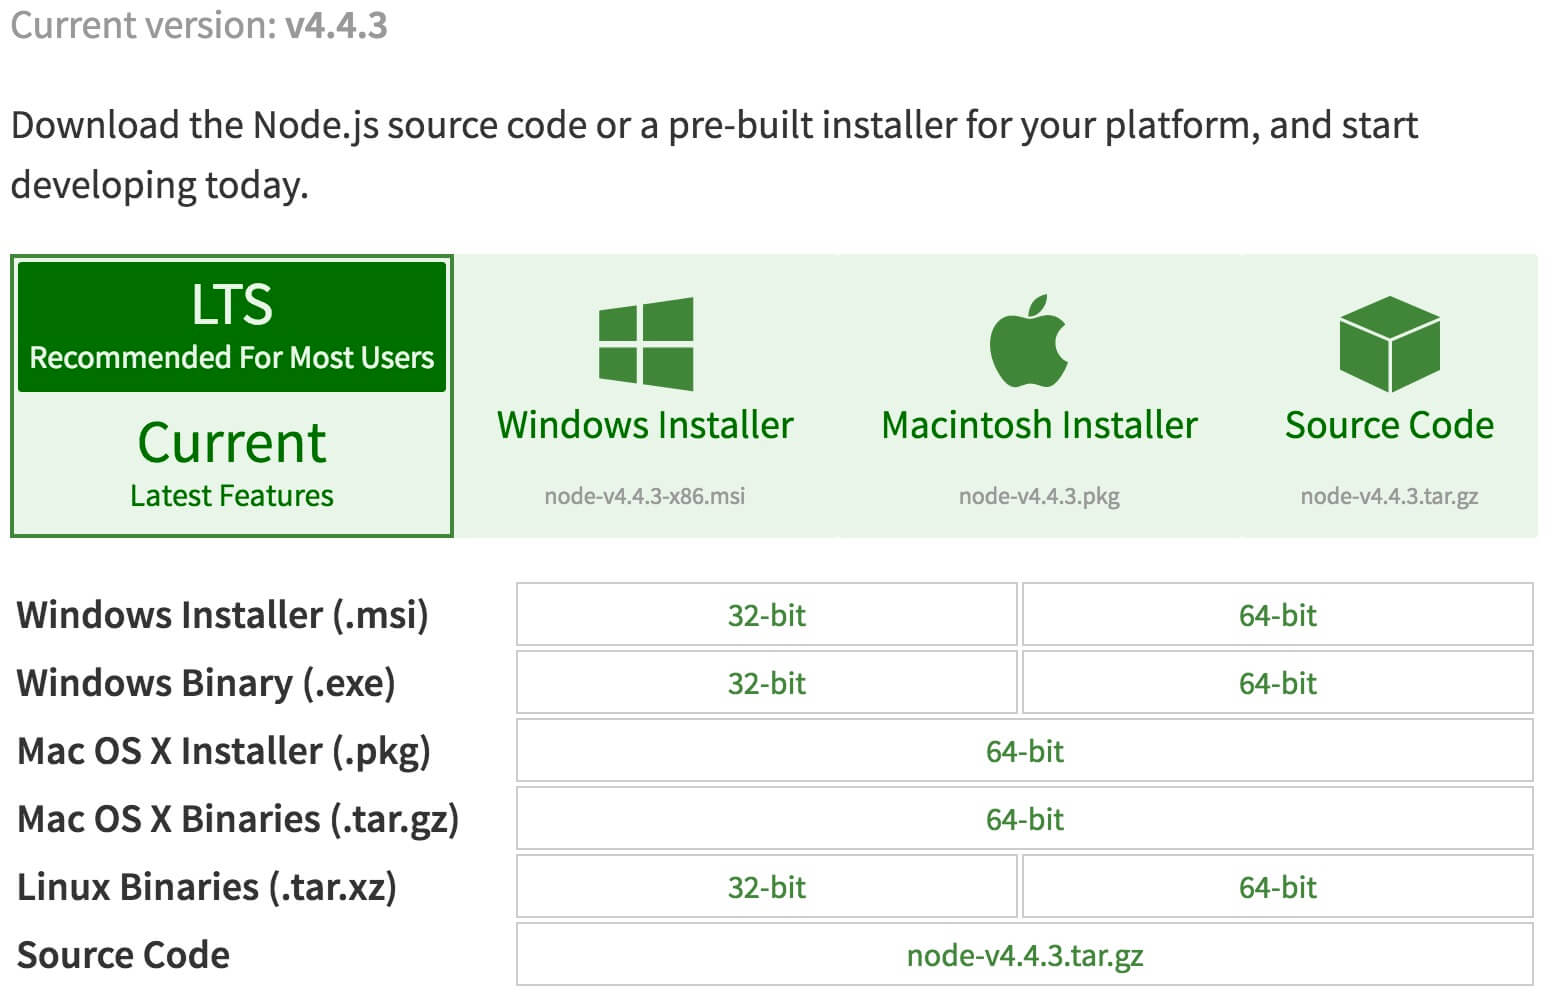 Current version: v4.4.3
Download the Node.js source code or a pre-built installer for your platform, and start
developing today.
LTS
Recommended For Most Users
Current
Latest Features
Windows Installer
node-v4.4.3-x86.msi
Macintosh Installer
node-v4.4.3.pkg
Source Code
node-v4.4.3.tar.gz
Windows Installer (.msi) 32-bit 64-bit
Windows Binary (.exe) 32-bit 64-bit
Mac OS X Installer (.pkg) 64-bit
Mac OS X Binaries (.tar.gz) 64-bit
Linux Binaries (.tar.xz) 32-bit 64-bit
Source Code node-v4.4.3.tar.gz